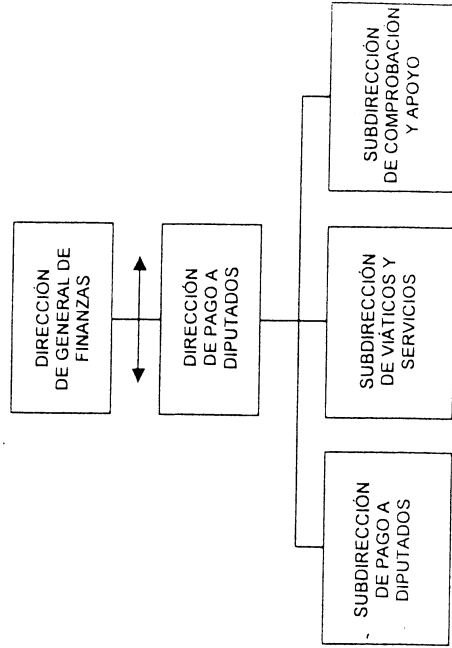 DIRECCIÓN
DE GENERAL DE
FINANZAS
DIRECCIÓN
DE PAGO A
DIPUTADOS
SUBDIRECCIÓN
DE PAGO A
DIPUTADOS
SUBDIRECCIÓN
DE VIÁTICOS Y
SERVICIOS
SUBDIRECCIÓN
DE COMPROBACIÓN
Y APOYO